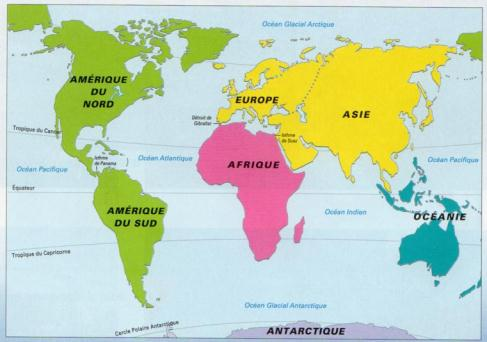 Océan Glacial Arctique
AMÉRIQUE
DU
NORD
EUROPE
ASIE
Détroit de
Gibraltar
Tropique du Cancer
Isthme
de Suez
Isthme
de Panama
Océan Atlantique
AFRIQUE
Océan Pacifique
Océan Pacifique
Équateur
AMÉRIQUE
DU SUD
Océan Indien
OCÉANIE
Tropique du Capricorne
Océan Glacial Antarctique
Cercle Polaire Antarctique
ANTARCTIQUE